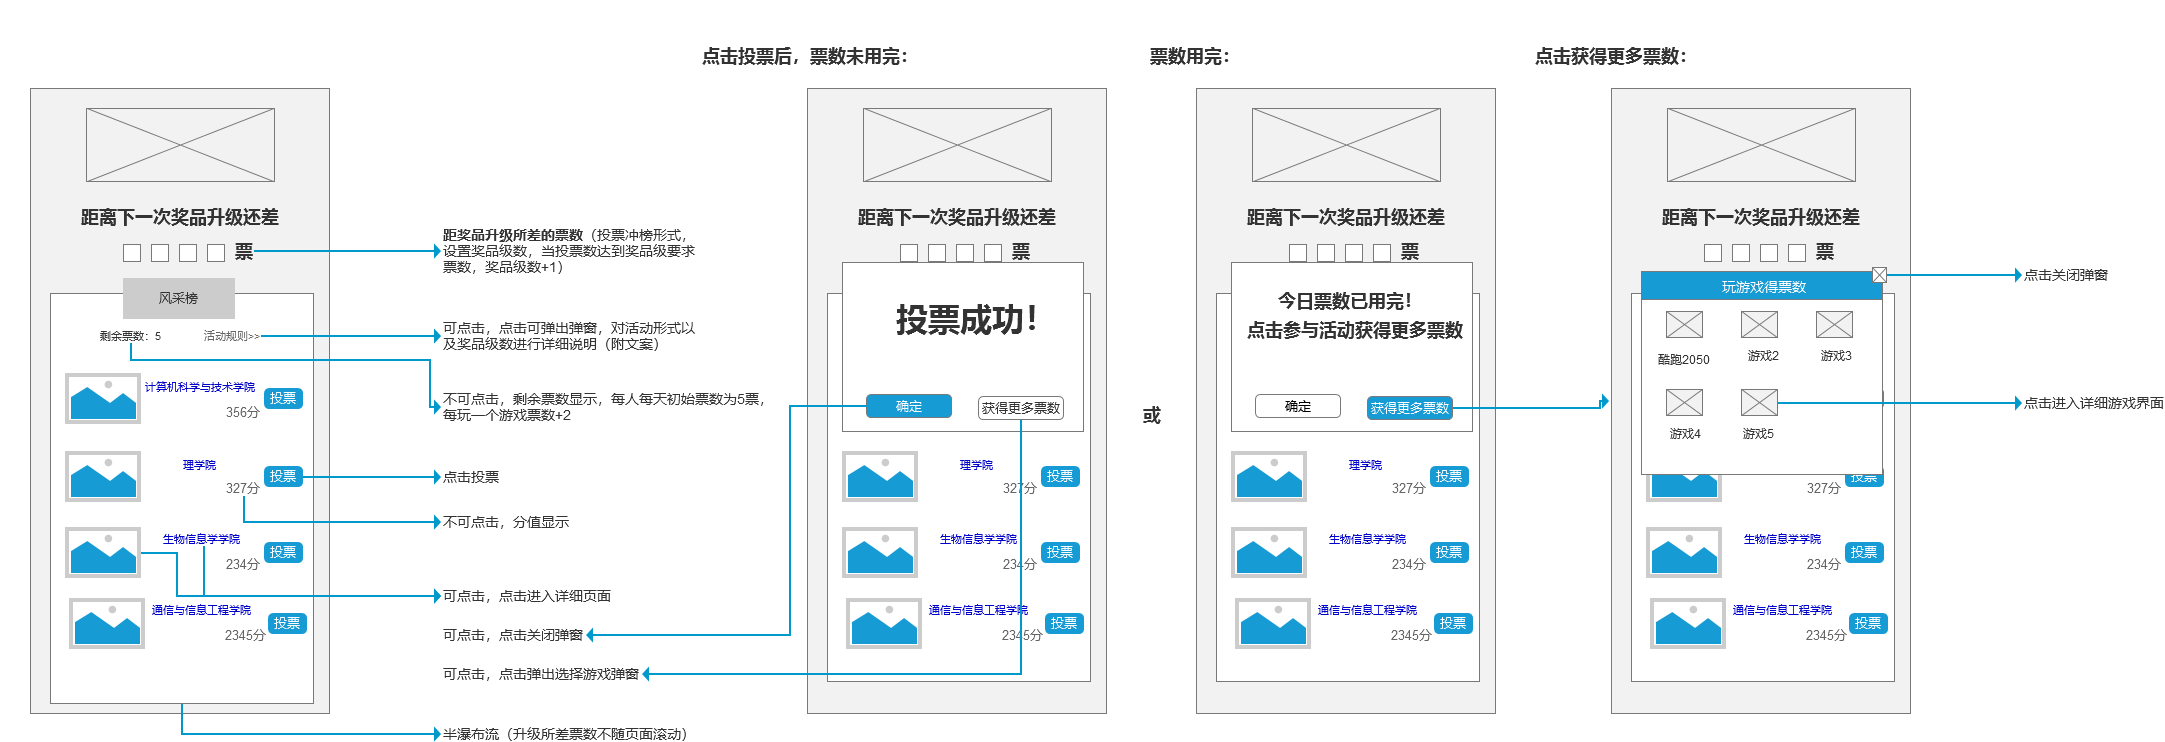 点击投票后，票数未用完：
票数用完：
点击获得更多票数：
距离下一次奖品升级还差
票
风采榜
剩余票数：5
活动规则>>
计算机科学与技术学院
356分
投票
理学院
327分
投票
生物信息学学院
234分
投票
通信与信息工程学院
2345分
投票
距奖品升级所差的票数（投票冲榜形式，
设置奖品级数，当投票数达到奖品级要求
票数，奖品级数+1）
可点击，点击可弹出弹窗，对活动形式以
及奖品级数进行详细说明（附文案）
不可点击，剩余票数显示，每人每天初始票数为5票，
每玩一个游戏票数+2
点击投票
不可点击，分值显示
可点击，点击进入详细页面
可点击，点击关闭弹窗
可点击，点击弹出选择游戏弹窗
半瀑布流（升级所差票数不随页面滚动）
距离下一次奖品升级还差
票
投票成功！
确定
获得更多票数
理学院
327分
投票
生物信息学学院
234分
投票
通信与信息工程学院
2345分
投票
或
距离下一次奖品升级还差
票
今日票数已用完！
点击参与活动获得更多票数
确定
获得更多票数
理学院
327分
投票
生物信息学学院
234分
投票
通信与信息工程学院
2345分
投票
距离下一次奖品升级还差
票
玩游戏得票数
酷跑2050
游戏2
游戏3
游戏4
游戏5
327分
投票
生物信息学学院
234分
投票
通信与信息工程学院
2345分
投票
点击关闭弹窗
点击进入详细游戏界面